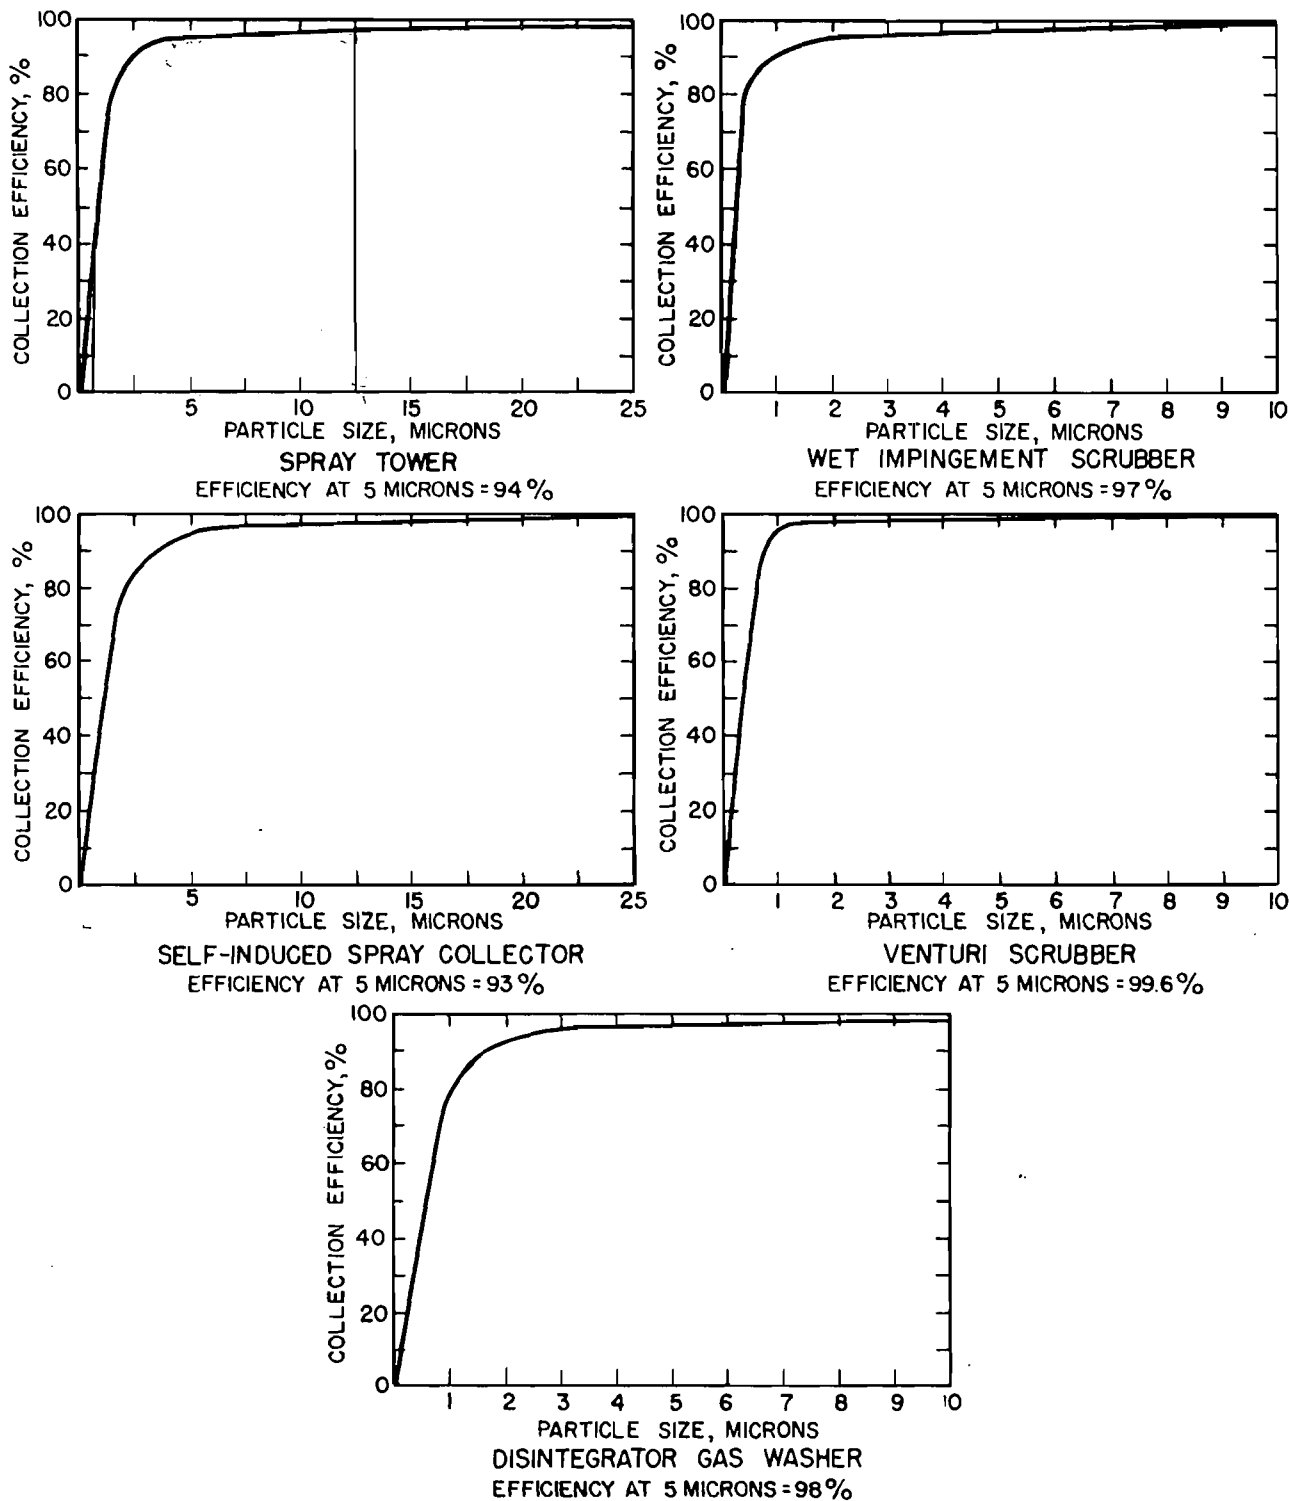 COLLECTION EFFICIENCY, %
100
80
60
40
20
0
5 10 15 20 25
PARTICLE SIZE, MICRONS
SPRAY TOWER
EFFICIENCY AT 5 MICRONS = 94 %
COLLECTION EFFICIENCY, %
100
80
60
40
20
0
1 2 3 4 5 6 7 8 9 10
PARTICLE SIZE, MICRONS
WET IMPINGEMENT SCRUBBER
EFFICIENCY AT 5 MICRONS = 97 %
COLLECTION EFFICIENCY, %
100
80
60
40
20
0
5 10 15 20 25
PARTICLE SIZE, MICRONS
SELF-INDUCED SPRAY COLLECTOR
EFFICIENCY AT 5 MICRONS = 93 %
COLLECTION EFFICIENCY, %
100
80
60
40
20
0
1 2 3 4 5 6 7 8 9 10
PARTICLE SIZE, MICRONS
VENTURI SCRUBBER
EFFICIENCY AT 5 MICRONS = 99.6 %
COLLECTION EFFICIENCY, %
100
80
60
40
20
0
1 2 3 4 5 6 7 8 9 10
PARTICLE SIZE, MICRONS
DISINTEGRATOR GAS WASHER
EFFICIENCY AT 5 MICRONS = 98 %